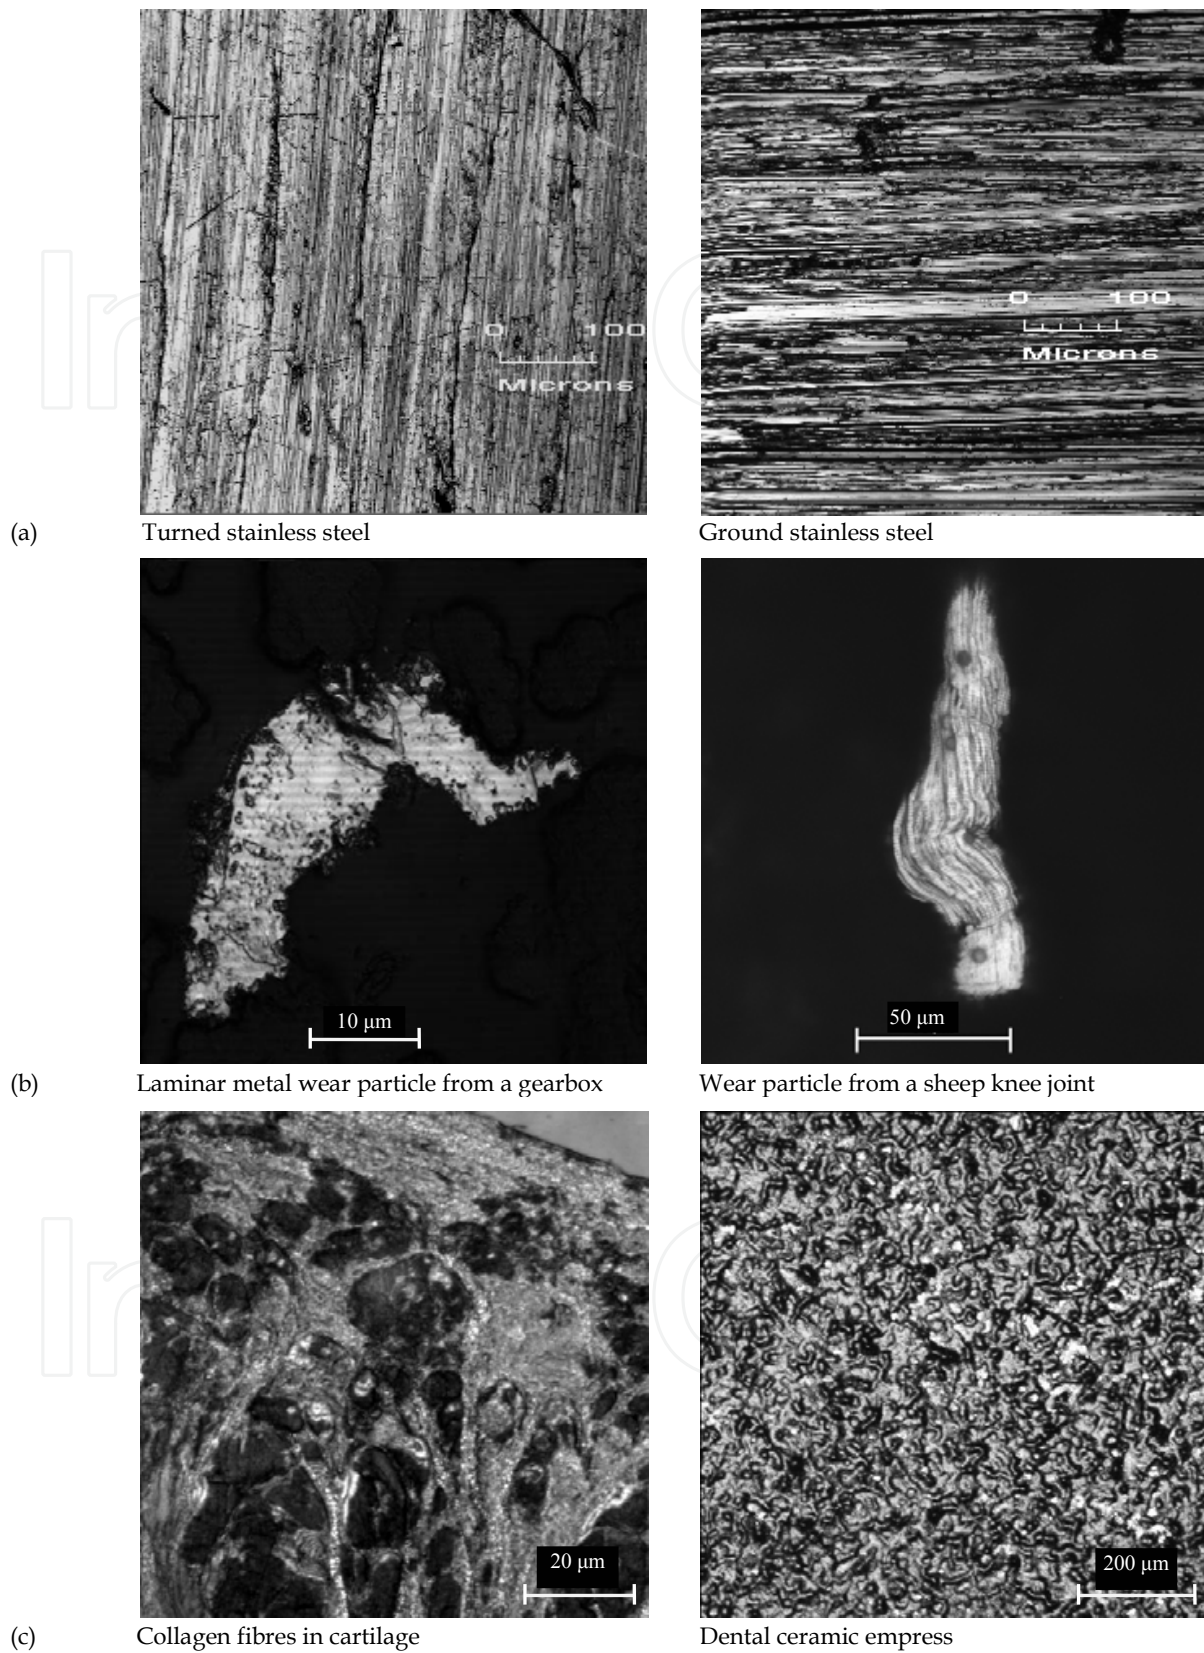 0 100
Microns
0 100
Microns
(a) Turned stainless steel Ground stainless steel
10 µm
50 µm
(b) Laminar metal wear particle from a gearbox Wear particle from a sheep knee joint
20 µm
200 µm
(c) Collagen fibres in cartilage Dental ceramic empress